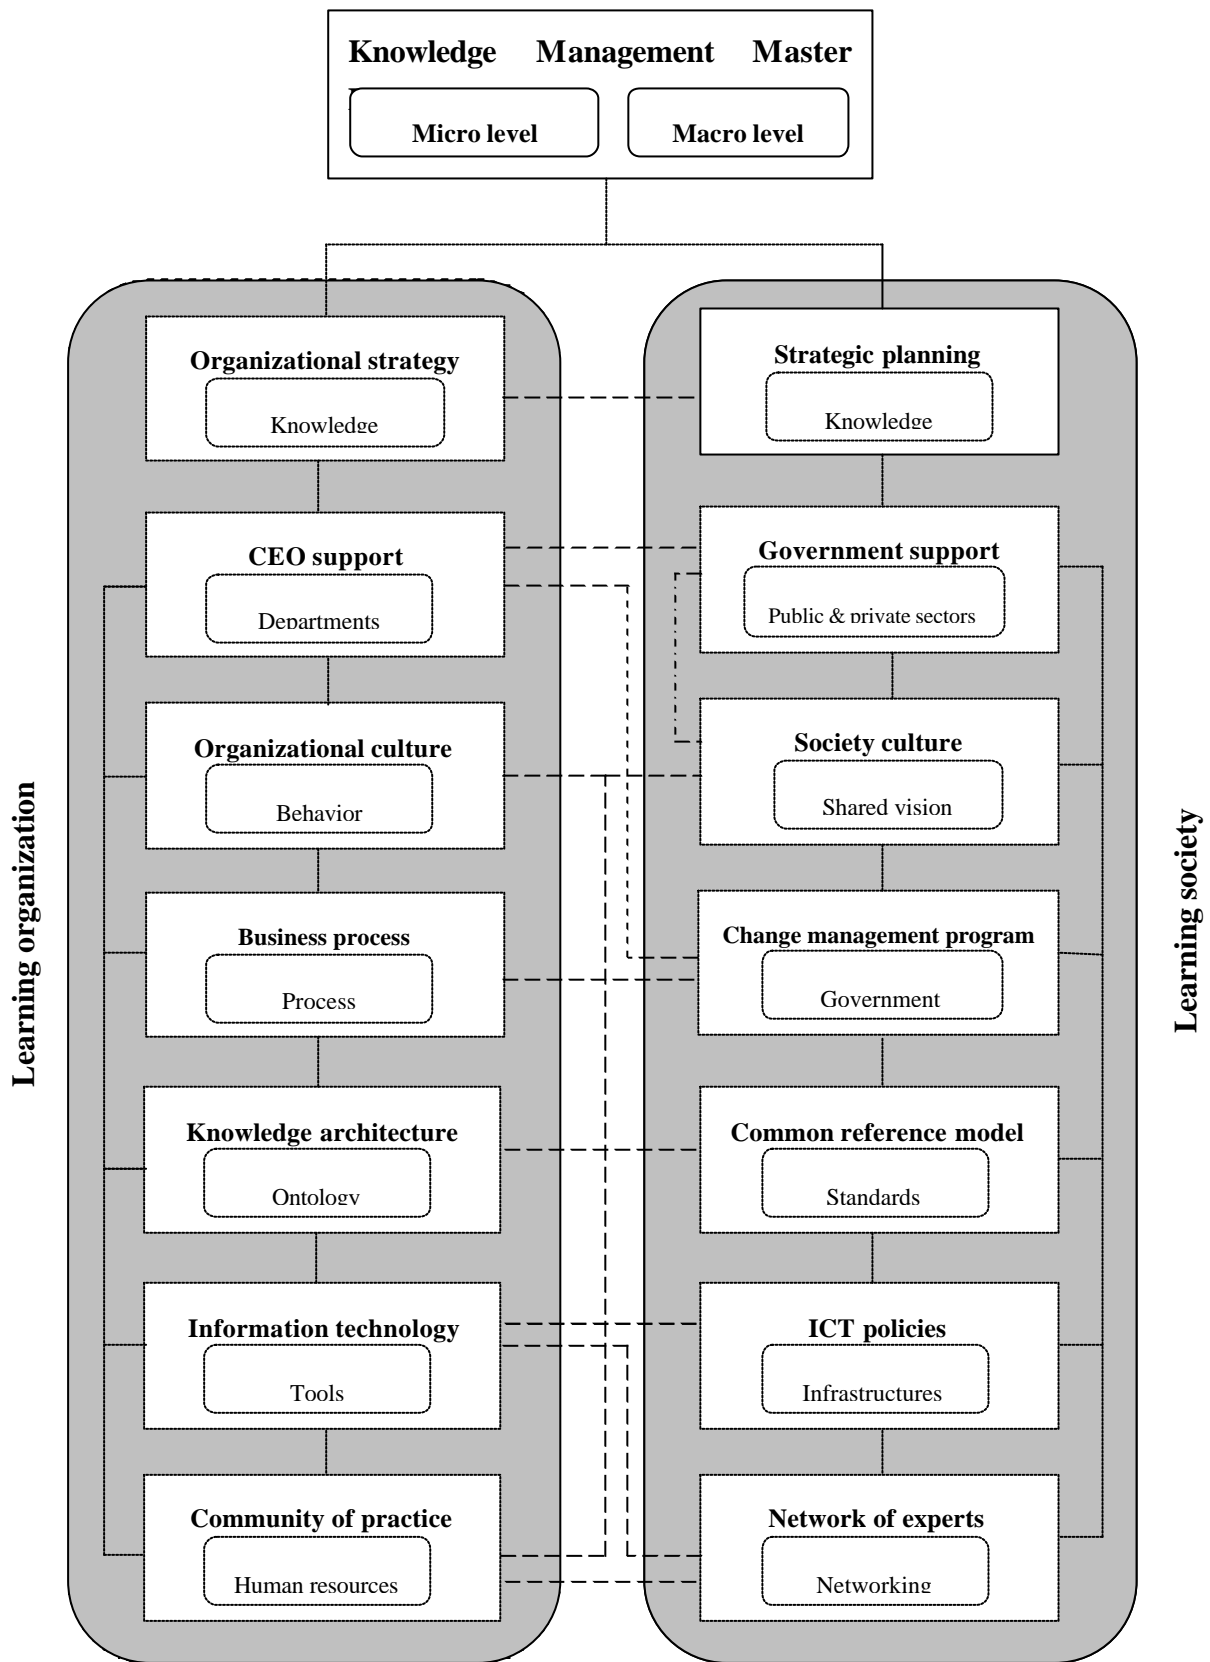 Knowledge Management Master
Micro level
Macro level
Learning organization
Organizational strategy
Knowledge
CEO support
Departments
Organizational culture
Behavior
Business process
Process
Knowledge architecture
Ontology
Information technology
Tools
Community of practice
Human resources
Strategic planning
Knowledge
Government support
Public & private sectors
Society culture
Shared vision
Change management program
Government
Common reference model
Standards
ICT policies
Infrastructures
Network of experts
Networking
Learning society